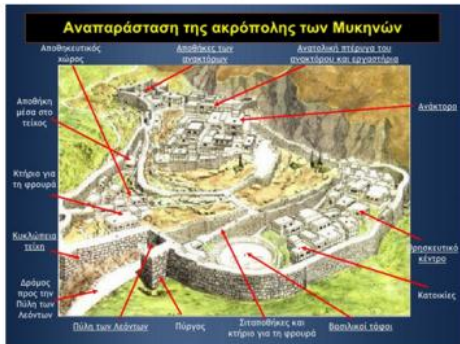 Αναπαράσταση της ακρόπολης των Μυκηνών
Αποθηκευτικός
χώρος
Αποθήκες των
ανακτόρων
Ανατολική πτέρυγα του
ανακτόρου και εργαστήρια
Αποθήκη
μέσα στο
τείχος
Ανάκτορο
Κτήριο για
τη φρουρά
Κυκλώπεια
τείχη
Θρησκευτικό
κέντρο
Δρόμος
προς την
Πύλη των
Λεόντων
Κατοικίες
Πύλη των Λεόντων
Πύργος
Σιτοποθήκες και
κτήριο για τη φρουρά
Βασιλικοί τάφοι